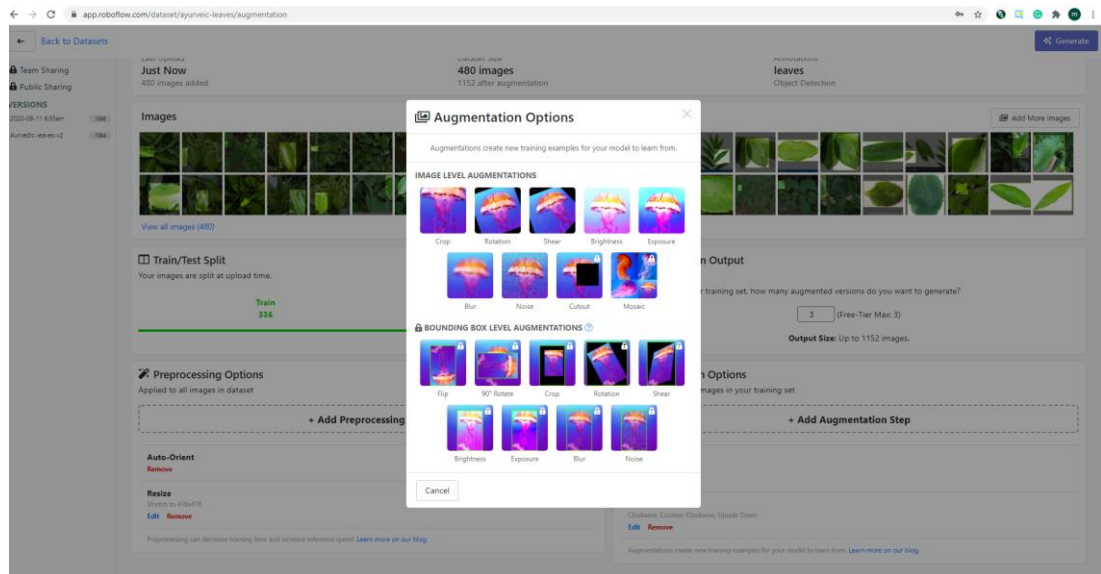 app.roboflow.com/dataset/ayurveic-leaves/augmentation
← Back to Datasets
Generate
Team Sharing
Public Sharing
VERSIONS
2020-09-11 6:55am
Aurvedic-leaves-v2
Just Now
480 images added
480 images
1152 after augmentation
leaves
Object Detection
Images
Add More Images
View all images (480)
Train/Test Split
Your images are split at upload time.
Train
336
n Output
r training set, how many augmented versions do you want to generate?
3 (Free-Tier Max: 3)
Output Size: Up to 1152 images.
Preprocessing Options
Applied to all images in dataset
+ Add Preprocessing
Auto-Orient
Remove
Resize
Stretch to 416x416
Edit Remove
Preprocessing can decrease training time and increase inference speed. Learn more on our blog.
n Options
mages in your training set
+ Add Augmentation Step
Clockwise, Counter-Clockwise, Upside Down
Edit Remove
Augmentations create new training examples for your model to learn from. Learn more on our blog.
Augmentation Options
Augmentations create new training examples for your model to learn from.
IMAGE LEVEL AUGMENTATIONS
Crop Rotation Shear Brightness Exposure
Blur Noise Cutout Mosaic
BOUNDING BOX LEVEL AUGMENTATIONS
Flip 90° Rotate Crop Rotation Shear
Brightness Exposure Blur Noise
Cancel